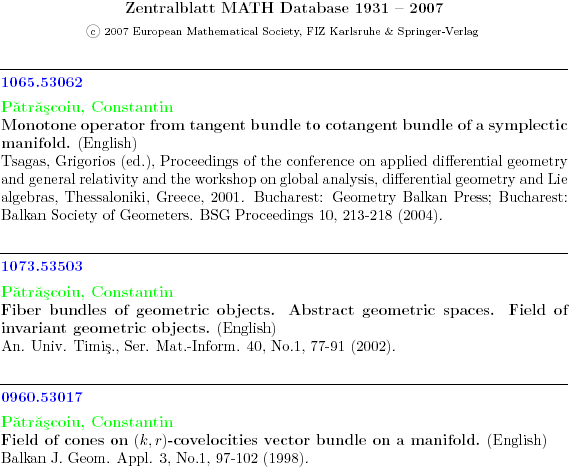 Zentralblatt MATH Database 1931 – 2007
© 2007 European Mathematical Society, FIZ Karlsruhe & Springer-Verlag
1065.53062
Pătrăşcoiu, Constantin
Monotone operator from tangent bundle to cotangent bundle of a symplectic
manifold. (English)
Tsagas, Grigorios (ed.), Proceedings of the conference on applied differential geometry
and general relativity and the workshop on global analysis, differential geometry and Lie
algebras, Thessaloniki, Greece, 2001. Bucharest: Geometry Balkan Press; Bucharest:
Balkan Society of Geometers. BSG Proceedings 10, 213-218 (2004).
1073.53503
Pătrăşcoiu, Constantin
Fiber bundles of geometric objects. Abstract geometric spaces. Field of
invariant geometric objects. (English)
An. Univ. Timiş., Ser. Mat.-Inform. 40, No.1, 77-91 (2002).
0960.53017
Pătrăşcoiu, Constantin
Field of cones on (k, r)-covelocities vector bundle on a manifold. (English)
Balkan J. Geom. Appl. 3, No.1, 97-102 (1998).